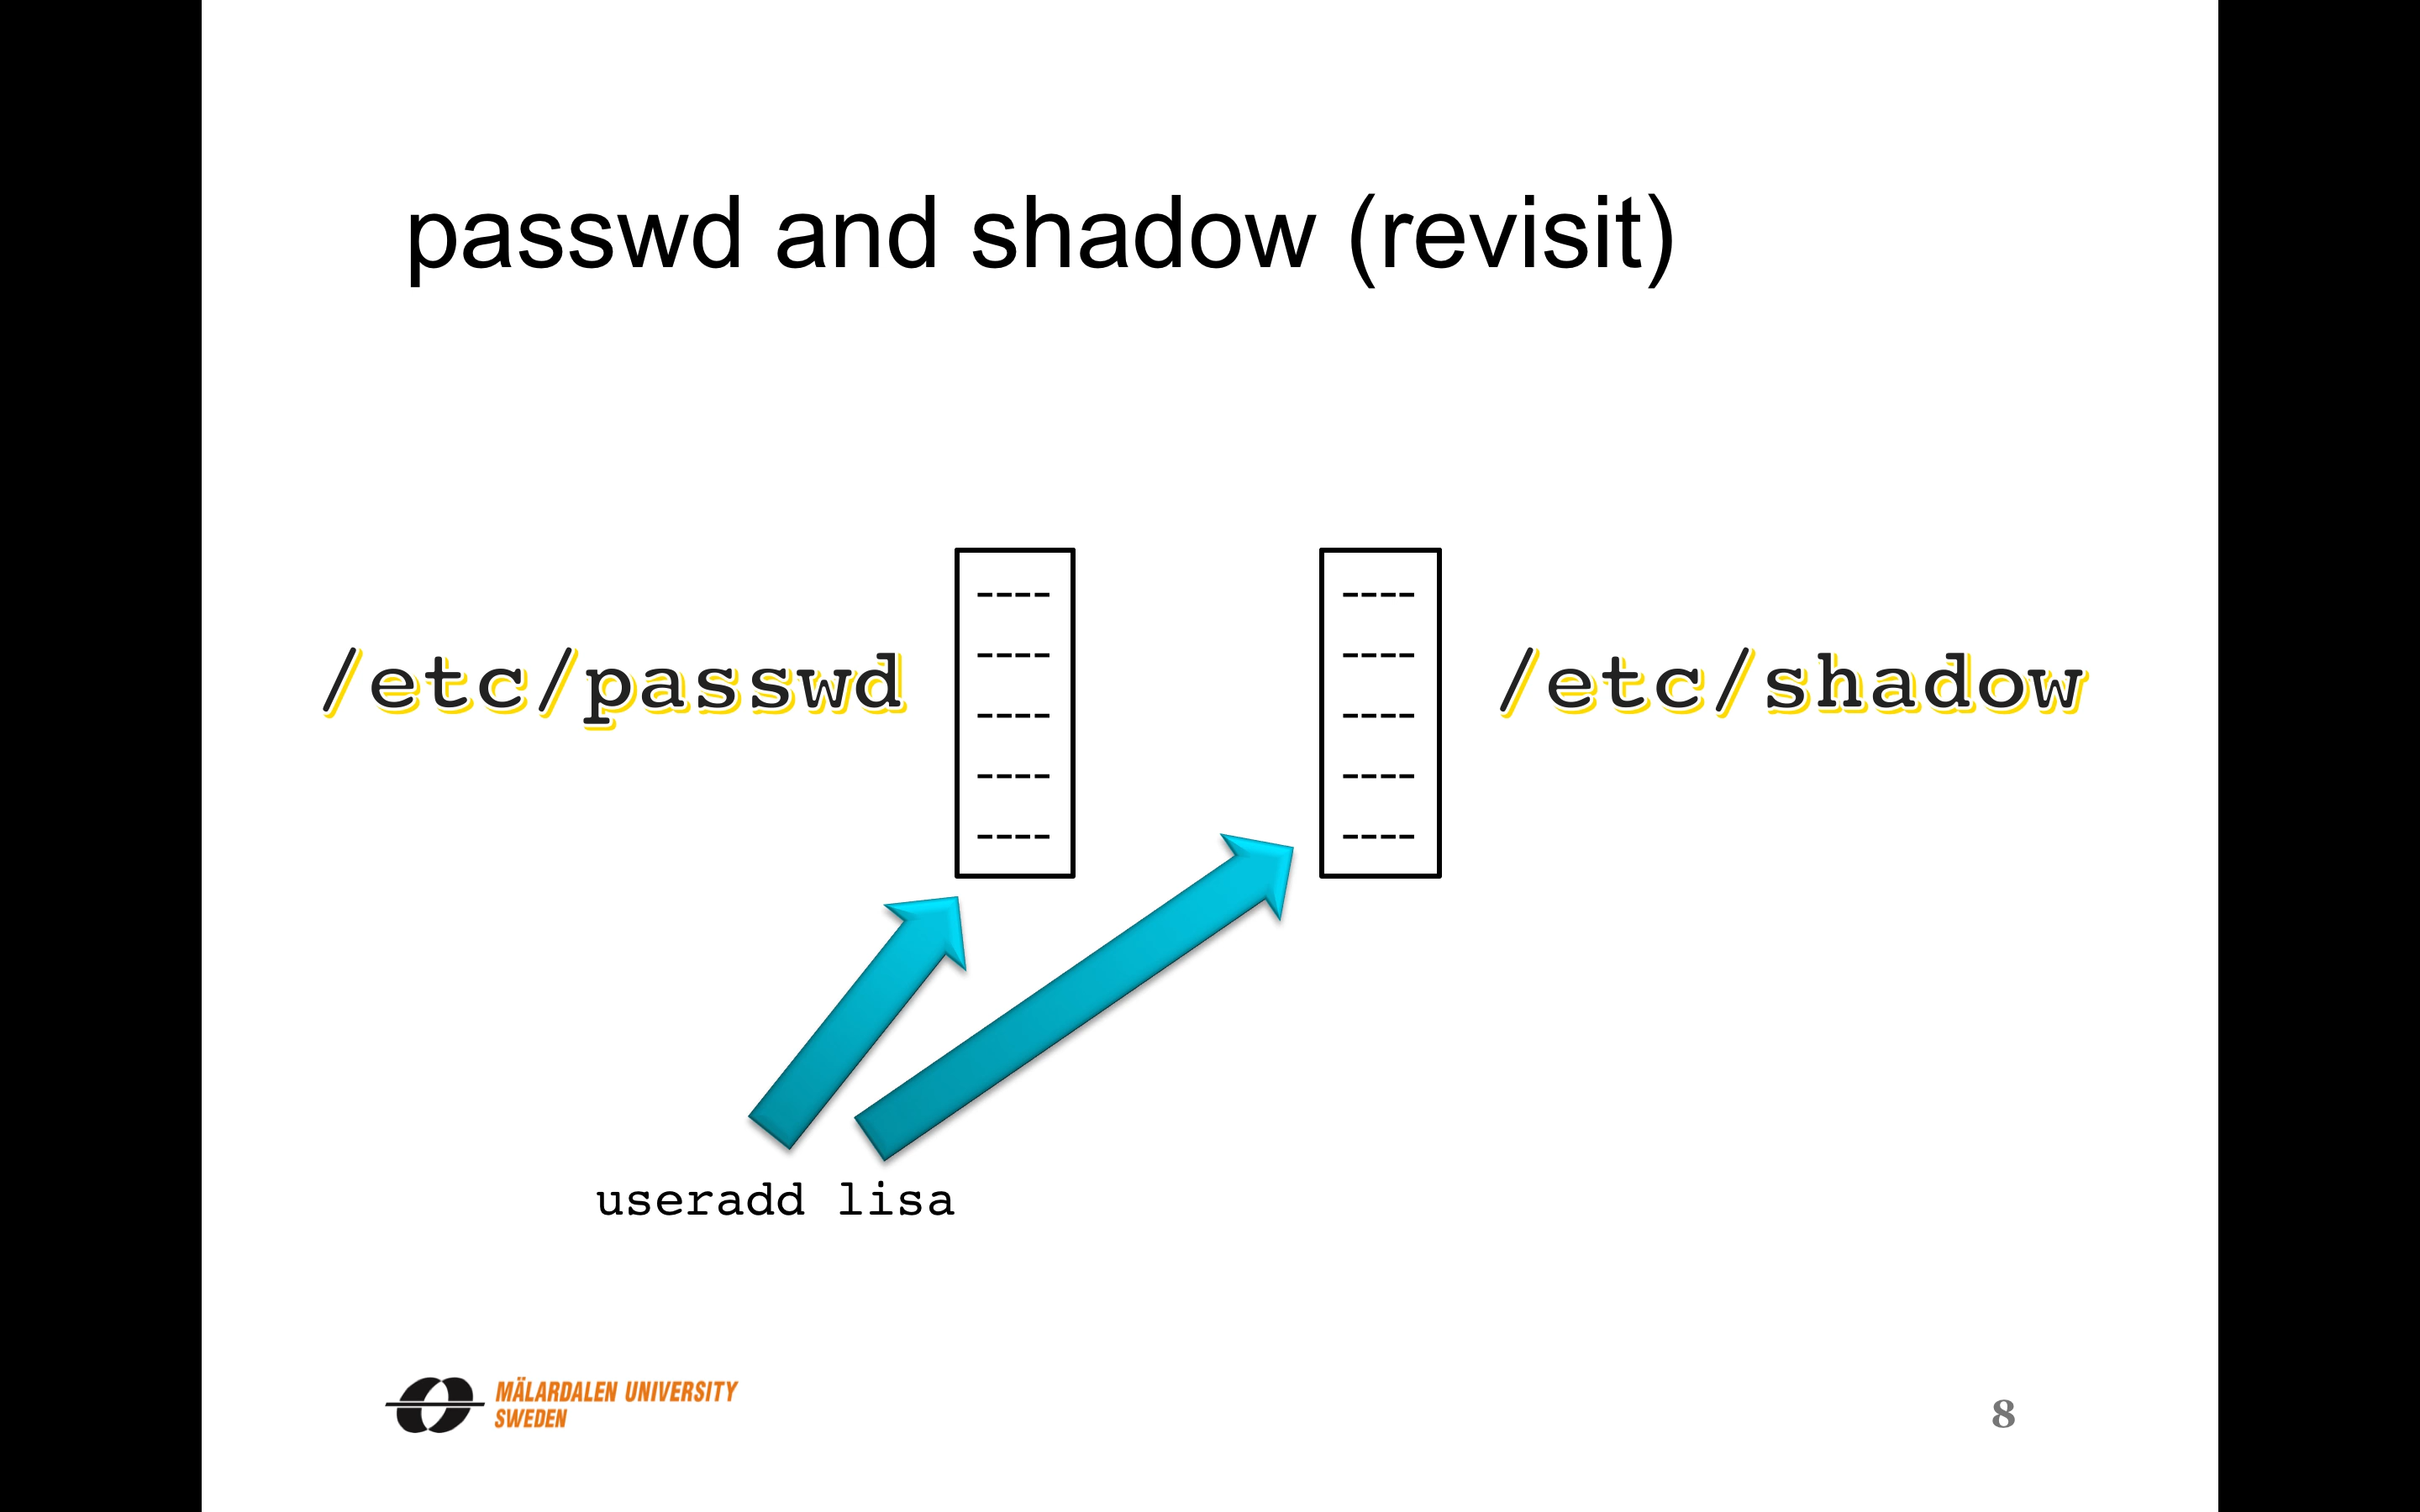 passwd and shadow (revisit)
/etc/passwd
----
----
----
----
----
----
----
----
----
----
/etc/shadow
useradd lisa
MÄLARDALEN UNIVERSITY
SWEDEN
8